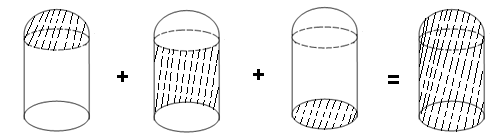 + + =